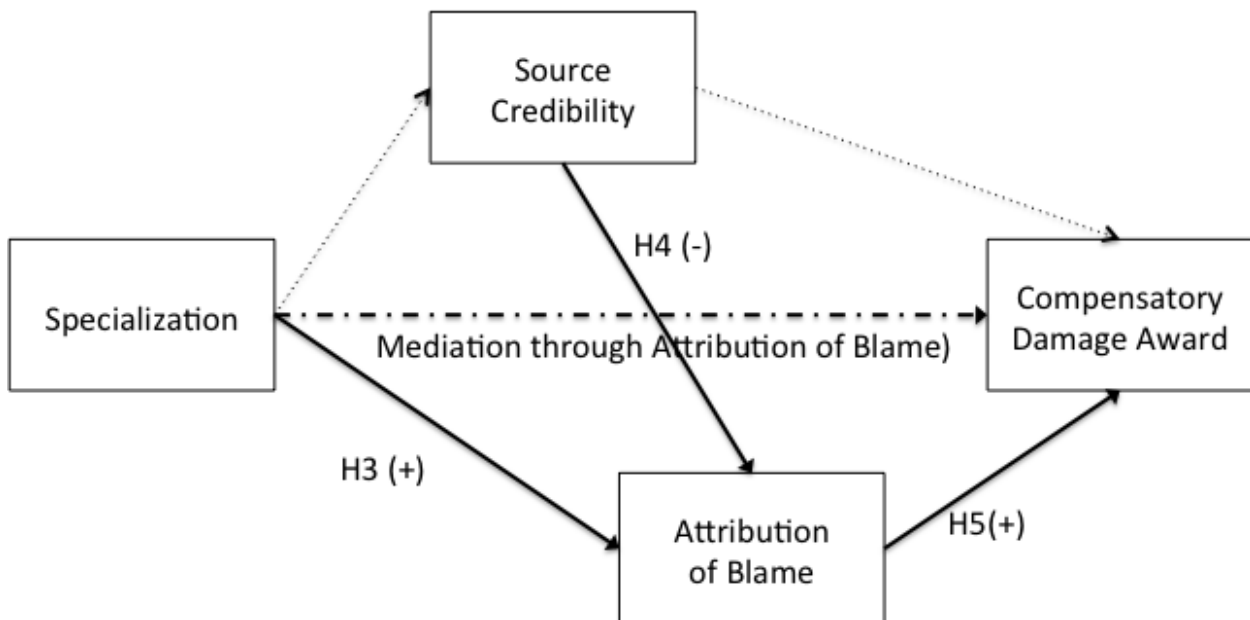 Source
Credibility
H4 (-)
Specialization
Mediation through Attribution of Blame)
Compensatory
Damage Award
H3 (+)
Attribution
of Blame
H5(+)